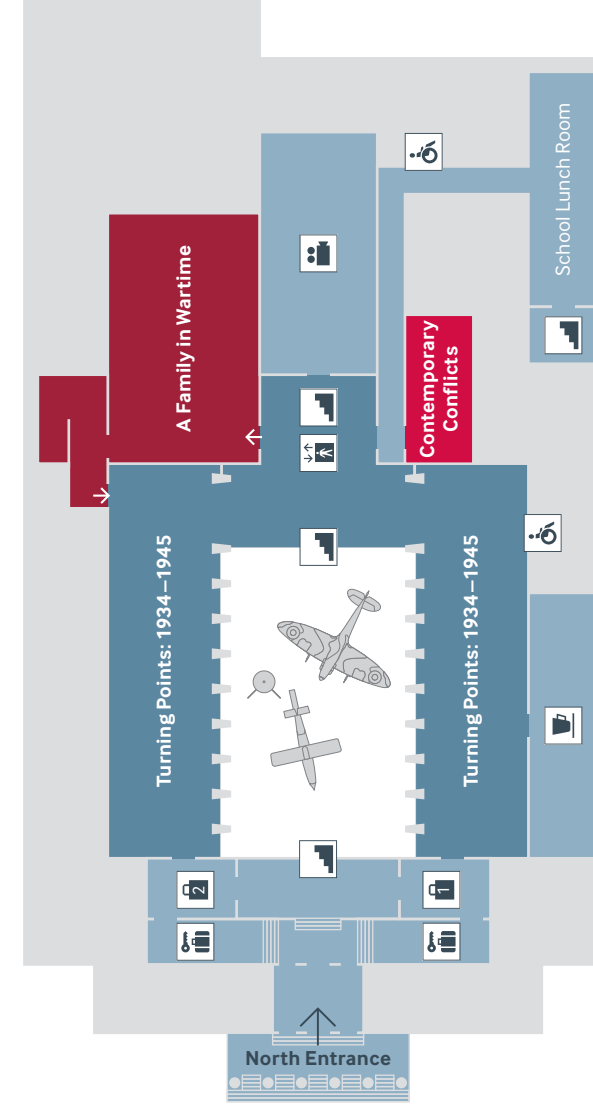 School Lunch Room
A Family in Wartime
Contemporary
Conflicts
Turning Points: 1934–1945
Turning Points: 1934–1945
2
1
North Entrance